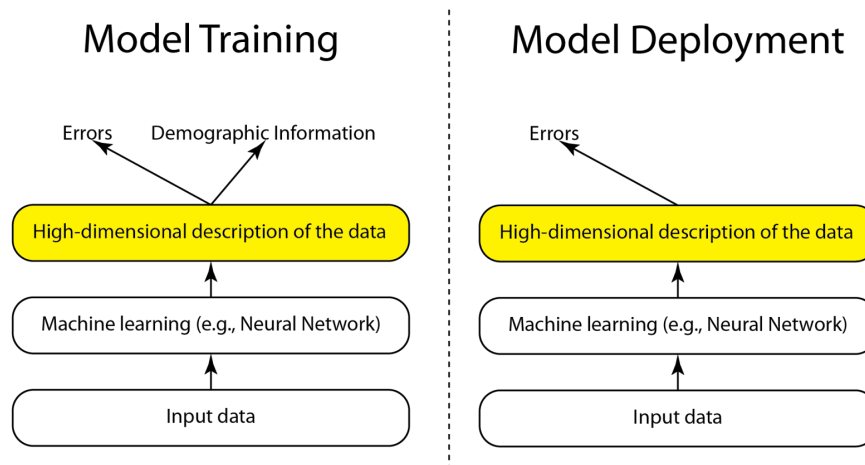 Model Training
Errors
Demographic Information
High-dimensional description of the data
Machine learning (e.g., Neural Network)
Input data
Model Deployment
Errors
High-dimensional description of the data
Machine learning (e.g., Neural Network)
Input data